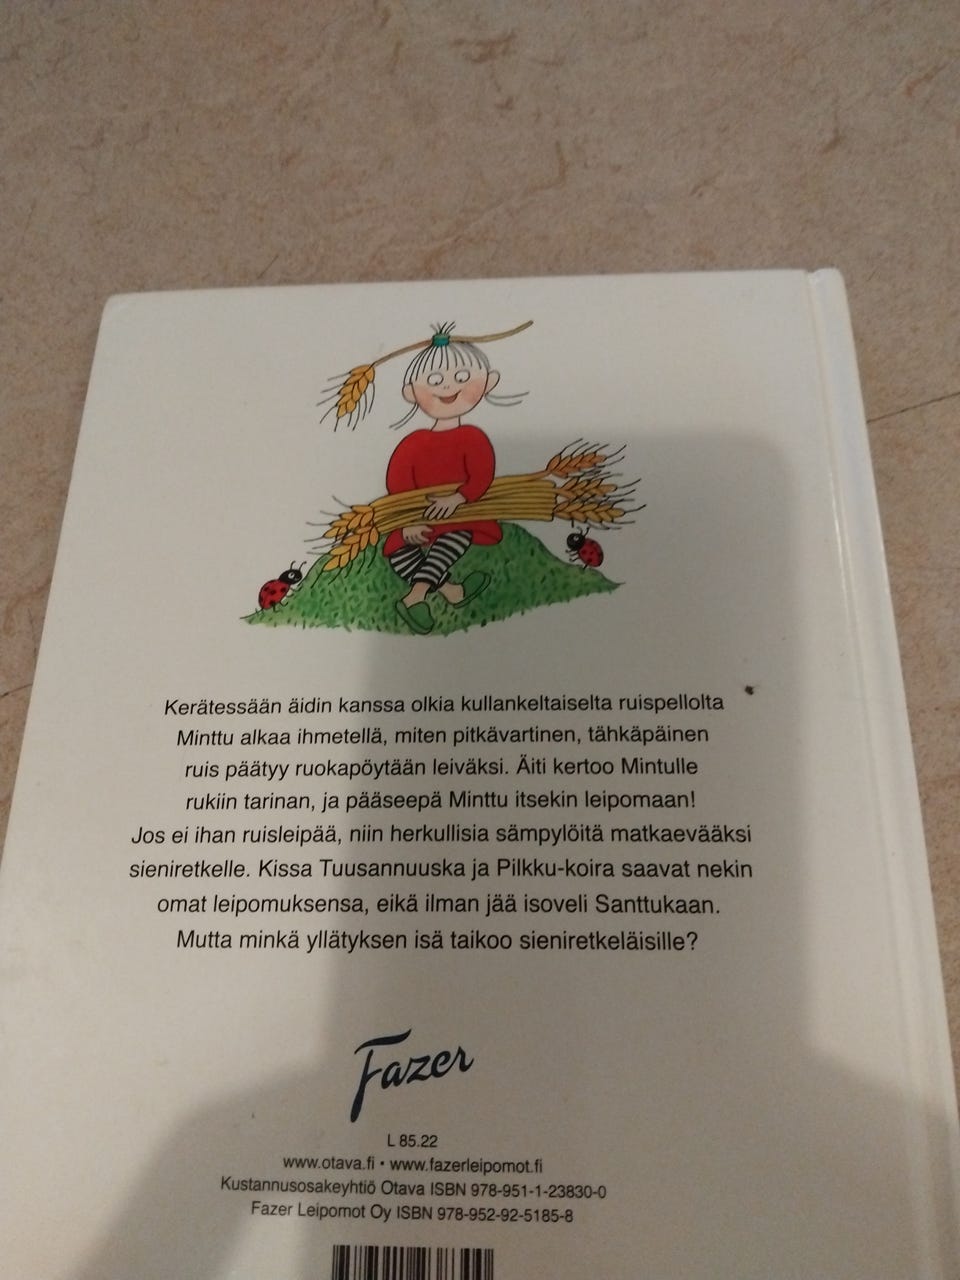 Kerätessään äidin kanssa olkia kullankeltaiselta ruispellolta
Minttu alkaa ihmetellä, miten pitkävartinen, tähkäpäinen
ruis päätyy ruokapöytään leiväksi. Äiti kertoo Mintulle
rukiin tarinan, ja pääseepä Minttu itsekin leipomaan!
Jos ei ihan ruisleipää, niin herkullisia sämpylöitä matkaevääksi
sieniretkelle. Kissa Tuusannuuska ja Pilkku-koira saavat nekin
omat leipomuksensa, eikä ilman jää isoveli Santtukaan.
Mutta minkä yllätyksen isä taikoo sieniretkeläisille?
Fazer
L 85.22
www.otava.fi • www.fazerleipomot.fi
Kustannusosakeyhtiö Otava ISBN 978-951-1-23830-0
Fazer Leipomot Oy ISBN 978-952-92-5185-8